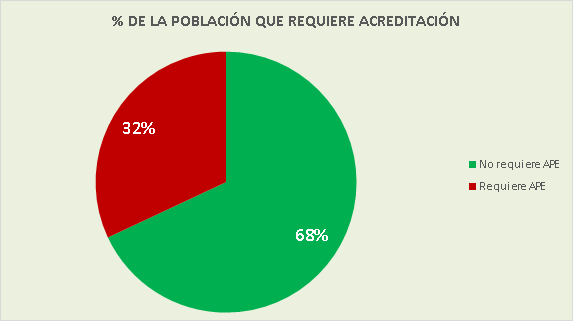 % DE LA POBLACIÓN QUE REQUIERE ACREDITACIÓN
32%
68%
No requiere APE
Requiere APE